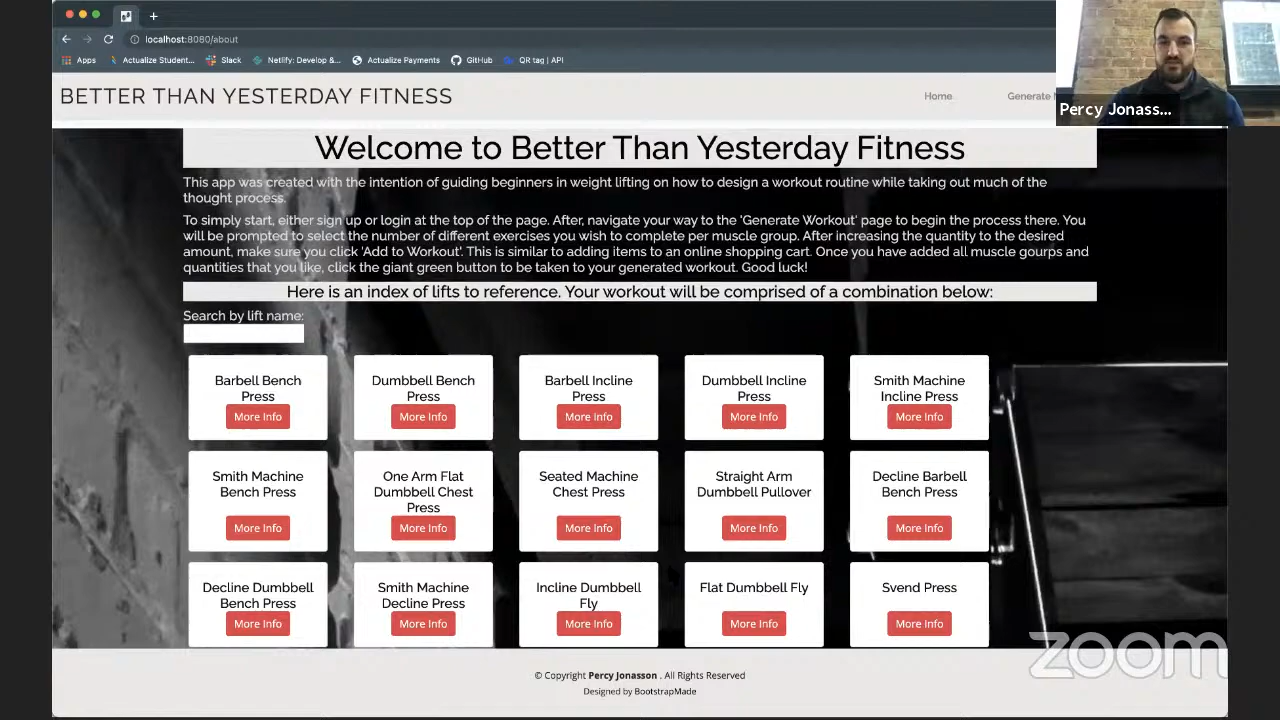 localhost:8080/about
Apps
Actualize Student...
Slack
Netlify: Develop &...
Actualize Payments
GitHub
QR tag | API
BETTER THAN YESTERDAY FITNESS
Home
Generate
Percy Jonass...
Welcome to Better Than Yesterday Fitness
This app was created with the intention of guiding beginners in weight lifting on how to design a workout routine while taking out much of the
thought process.
To simply start, either sign up or login at the top of the page. After, navigate your way to the 'Generate Workout' page to begin the process there. You
will be prompted to select the number of different exercises you wish to complete per muscle group. After increasing the quantity to the desired
amount, make sure you click 'Add to Workout'. This is similar to adding items to an online shopping cart. Once you have added all muscle gourps and
quantities that you like, click the giant green button to be taken to your generated workout. Good luck!
Here is an index of lifts to reference. Your workout will be comprised of a combination below:
Search by lift name:
Barbell Bench
Press
More Info
Dumbbell Bench
Press
More Info
Barbell Incline
Press
More Info
Dumbbell Incline
Press
More Info
Smith Machine
Incline Press
More Info
Smith Machine
Bench Press
More Info
One Arm Flat
Dumbbell Chest
Press
More Info
Seated Machine
Chest Press
More Info
Straight Arm
Dumbbell Pullover
More Info
Decline Barbell
Bench Press
More Info
Decline Dumbbell
Bench Press
More Info
Smith Machine
Decline Press
More Info
Incline Dumbbell
Fly
More Info
Flat Dumbbell Fly
More Info
Svend Press
More Info
zoom
© Copyright Percy Jonasson . All Rights Reserved
Designed by BootstrapMade